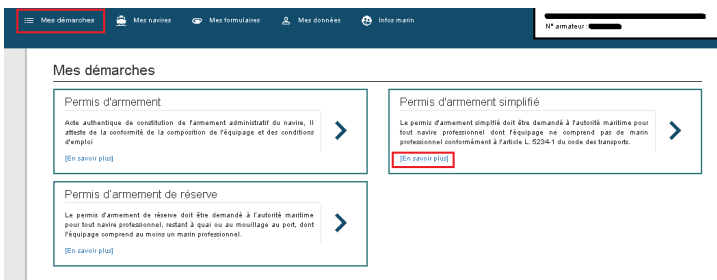 Mes démarches Mes navires Mes formulaires Mes données Infos marin
N° armateur :
Mes démarches
Permis d'armement
Acte authentique de constitution de l'armement administratif du navire, Il
atteste de la conformité de la composition de l'équipage et des conditions
d'emploi
[En savoir plus]
Permis d'armement simplifié
Le permis d'armement simplifié doit être demandé à l'autorité maritime pour
tout navire professionnel dont l'équipage ne comprend pas de marin
professionnel conformément à l'article L. 5234-1 du code des transports.
[En savoir plus]
Permis d'armement de réserve
Le permis d'armement de réserve doit être demandé à l'autorité maritime
pour tout navire professionnel, restant à quai ou au mouillage au port, dont
l'équipage comprend au moins un marin professionnel.
[En savoir plus]